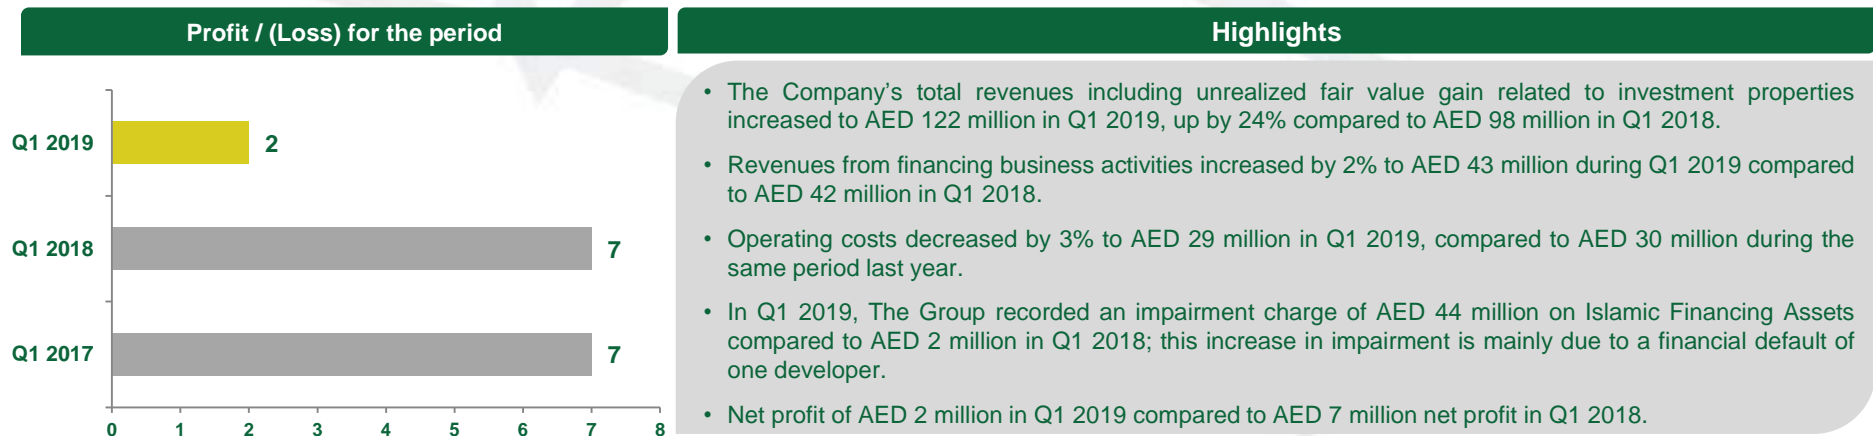 Profit / (Loss) for the period
Q1 2019
2
Q1 2018
7
Q1 2017
7
0 1 2 3 4 5 6 7 8
Highlights
• The Company’s total revenues including unrealized fair value gain related to investment properties
increased to AED 122 million in Q1 2019, up by 24% compared to AED 98 million in Q1 2018.
• Revenues from financing business activities increased by 2% to AED 43 million during Q1 2019 compared
to AED 42 million in Q1 2018.
• Operating costs decreased by 3% to AED 29 million in Q1 2019, compared to AED 30 million during the
same period last year.
• In Q1 2019, The Group recorded an impairment charge of AED 44 million on Islamic Financing Assets
compared to AED 2 million in Q1 2018; this increase in impairment is mainly due to a financial default of
one developer.
• Net profit of AED 2 million in Q1 2019 compared to AED 7 million net profit in Q1 2018.